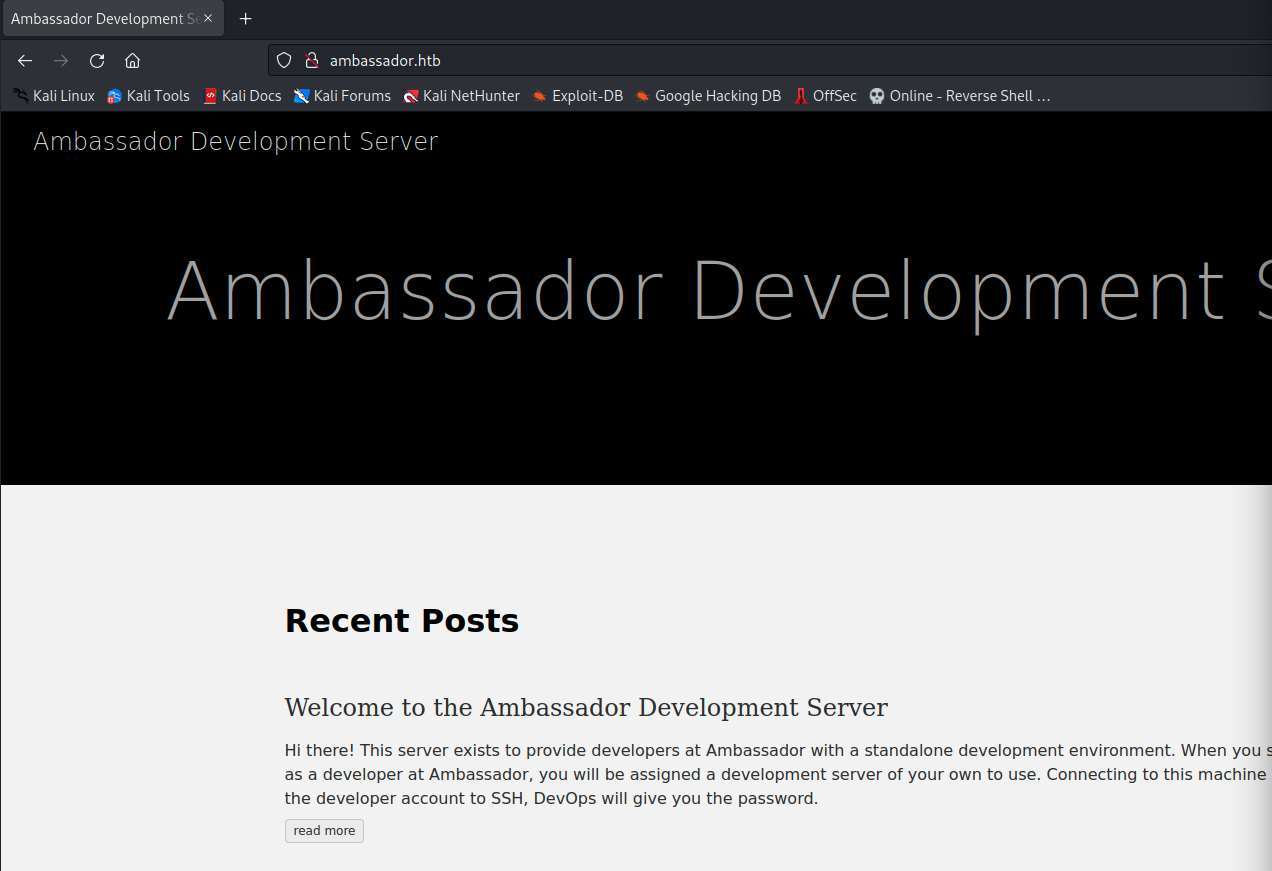 Ambassador Development Se
ambassador.htb
Kali Linux Kali Tools Kali Docs Kali Forums Kali NetHunter Exploit-DB Google Hacking DB OffSec Online - Reverse Shell ...
Ambassador Development Server
Ambassador Development S
Recent Posts
Welcome to the Ambassador Development Server
Hi there! This server exists to provide developers at Ambassador with a standalone development environment. When you s
as a developer at Ambassador, you will be assigned a development server of your own to use. Connecting to this machine
the developer account to SSH, DevOps will give you the password.
read more